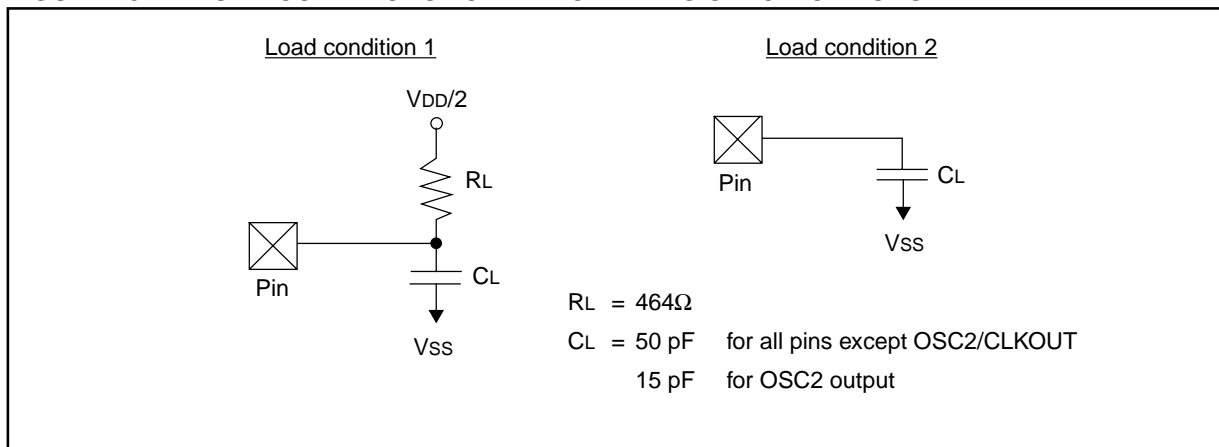 Load condition 1
VDD/2
RL
Pin
CL
VSS
Load condition 2
Pin
CL
VSS
RL = 464Ω
CL = 50 pF for all pins except OSC2/CLKOUT
15 pF for OSC2 output